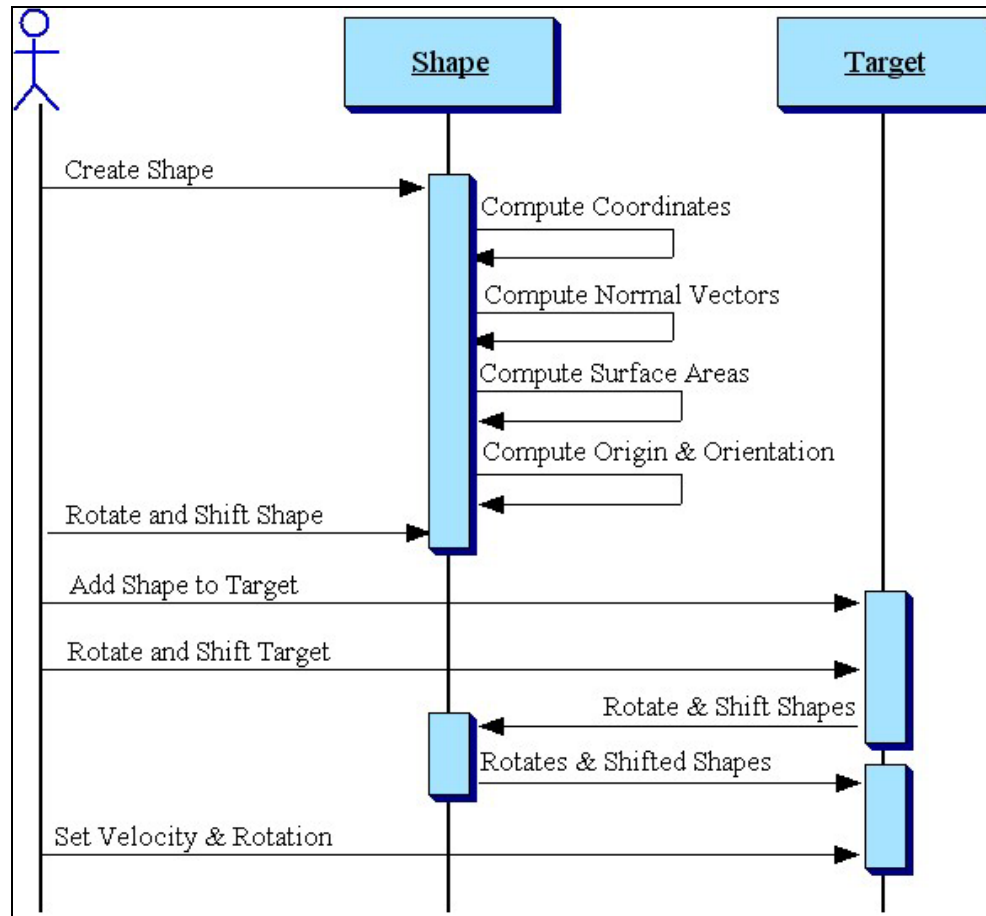 Shape
Target
Create Shape
Compute Coordinates
Compute Normal Vectors
Compute Surface Areas
Compute Origin & Orientation
Rotate and Shift Shape
Add Shape to Target
Rotate and Shift Target
Rotate & Shift Shapes
Rotates & Shifted Shapes
Set Velocity & Rotation